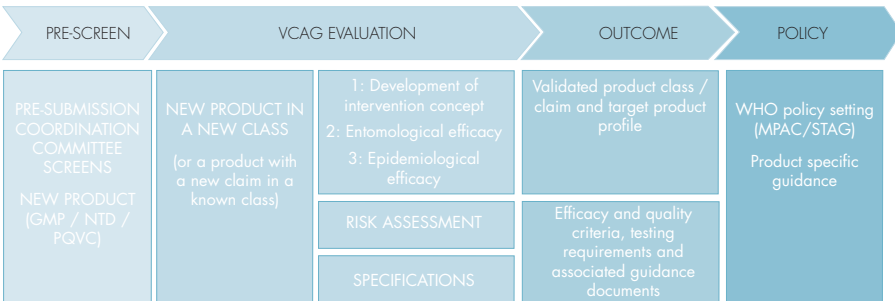 PRE-SCREEN
VCAG EVALUATION
OUTCOME
POLICY
PRE-SUBMISSION
COORDINATION
COMMITTEE
SCREENS
NEW PRODUCT
(GMP / NTD /
PQVC)
NEW PRODUCT IN
A NEW CLASS
(or a product with
a new claim in a
known class)
1: Development of
intervention concept
2: Entomological efficacy
3: Epidemiological
efficacy
RISK ASSESSMENT
SPECIFICATIONS
Validated product class /
claim and target product
profile
Efficacy and quality
criteria, testing
requirements and
associated guidance
documents
WHO policy setting
(MPAC/STAG)
Product specific
guidance